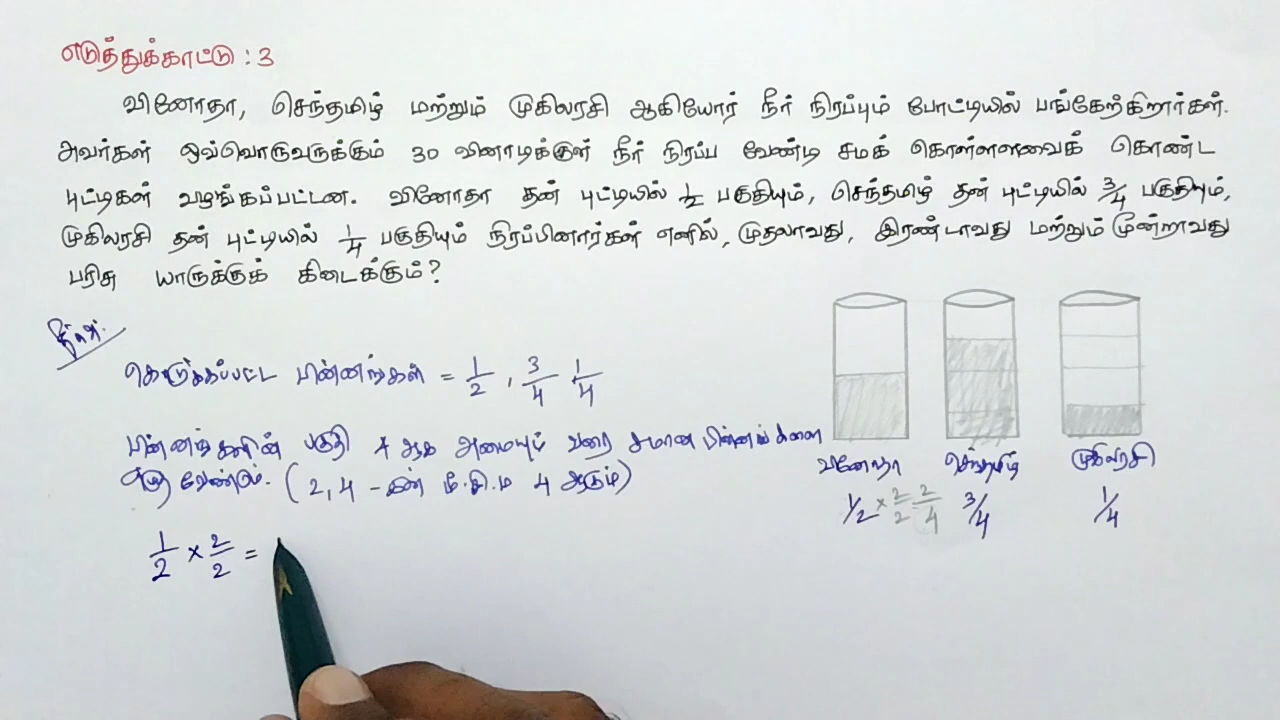 எடுத்துக்காட்டு : 3
வினோதா, செந்தமிழ் மற்றும் முகிலரசி ஆகியோர் நீர் நிரப்பும் போட்டியில் பங்கேற்கிறார்கள்.
அவர்கள் ஒவ்வொருவருக்கும் 30 வினாடிக்குள் நீர் நிரப்ப வேண்டி சமக் கொள்ளளவைக் கொண்ட
புட்டிகள் வழங்கப்பட்டன. வினோதா தன் புட்டியில் 1/2 பகுதியும், செந்தமிழ் தன் புட்டியில் 3/4 பகுதியும்,
முகிலரசி தன் புட்டியில் 1/4 பகுதியும் நிரப்பினார்கள் எனில், முதலாவது, இரண்டாவது மற்றும் மூன்றாவது
பரிசு யாருக்குக் கிடைக்கும்?
தீர்வு:
கொடுக்கப்பட்ட பின்னங்கள் = 1/2 , 3/4 1/4
பின்னங்களின் பகுதி 4 ஆக அமையும் வரை சமான பின்னங்களை
எழுத வேண்டும். (2,4 - ன் மீ.சி.ம 4 ஆகும்)
1/2 × 2/2 =
வினோதா செந்தமிழ் முகிலரசி
1/2 × 2/2 = 2/4 3/4 1/4